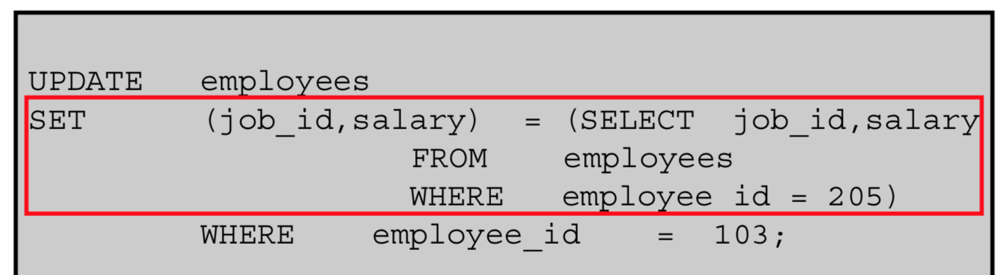 UPDATE employees
SET (job_id,salary) = (SELECT job_id,salary
FROM employees
WHERE employee id = 205)
WHERE employee_id = 103;